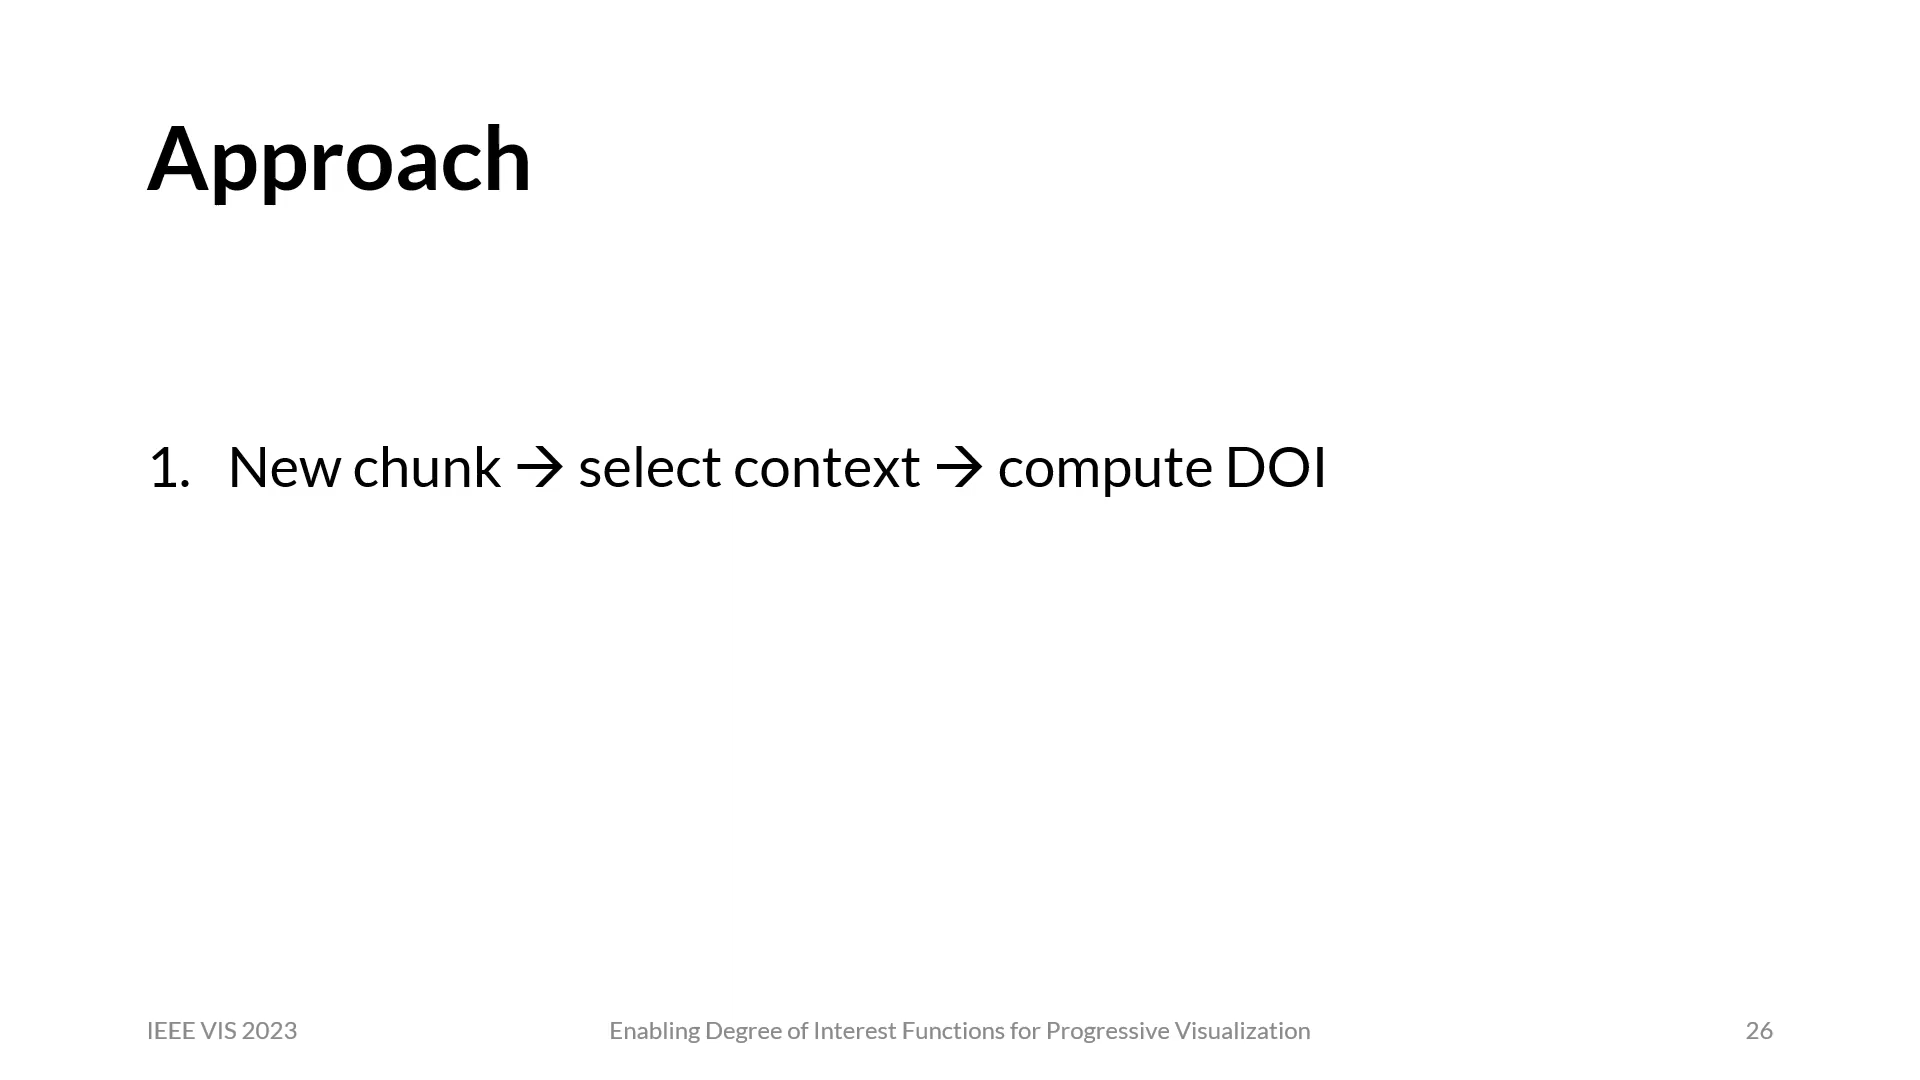 Approach
1. New chunk → select context → compute DOI
IEEE VIS 2023
Enabling Degree of Interest Functions for Progressive Visualization
26